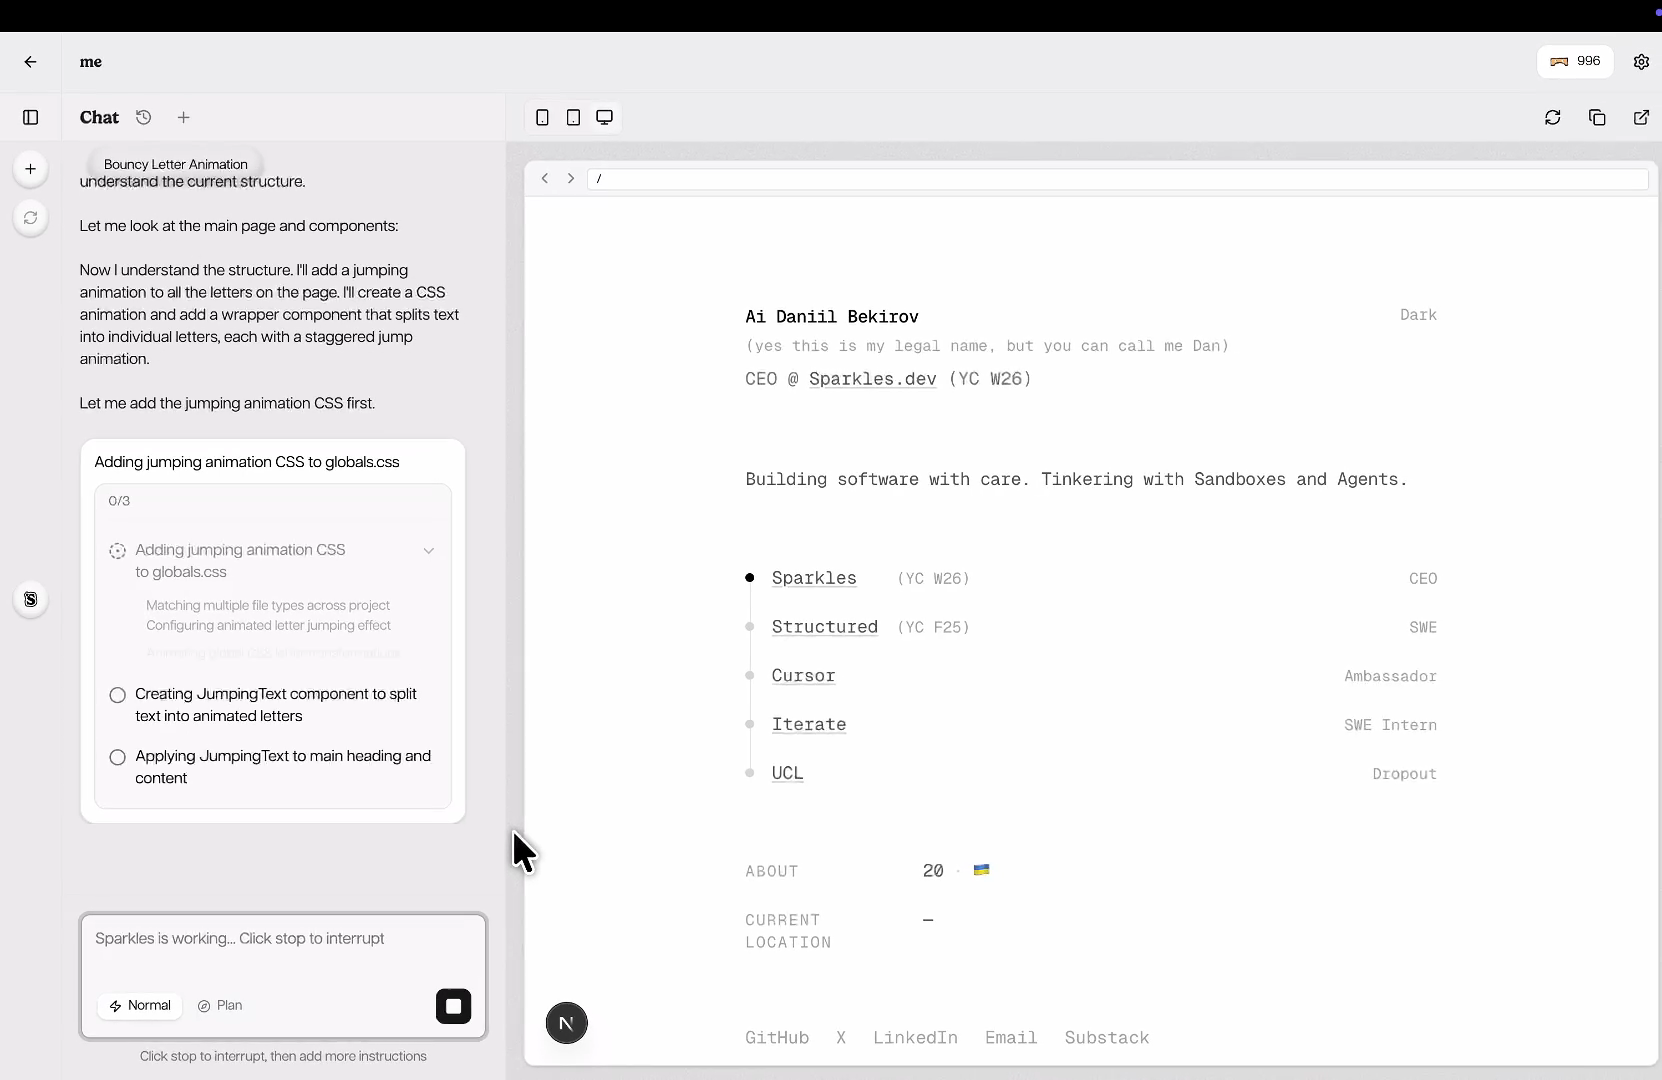 me
996
Chat
Bouncy Letter Animation
understand the current structure.
Let me look at the main page and components:
Now I understand the structure. I'll add a jumping
animation to all the letters on the page. I'll create a CSS
animation and add a wrapper component that splits text
into individual letters, each with a staggered jump
animation.
Let me add the jumping animation CSS first.
Adding jumping animation CSS to globals.css
0/3
Adding jumping animation CSS
to globals.css
Matching multiple file types across project
Configuring animated letter jumping effect
Creating JumpingText component to split
text into animated letters
Applying JumpingText to main heading and
content
Sparkles is working... Click stop to interrupt
Normal
Plan
Click stop to interrupt, then add more instructions
/
Ai Daniil Bekirov
Dark
(yes this is my legal name, but you can call me Dan)
CEO @ Sparkles.dev (YC W26)
Building software with care. Tinkering with Sandboxes and Agents.
Sparkles (YC W26) CEO
Structured (YC F25) SWE
Cursor Ambassador
Iterate SWE Intern
UCL Dropout
ABOUT 20 ·
CURRENT —
LOCATION
N
GitHub X LinkedIn Email Substack